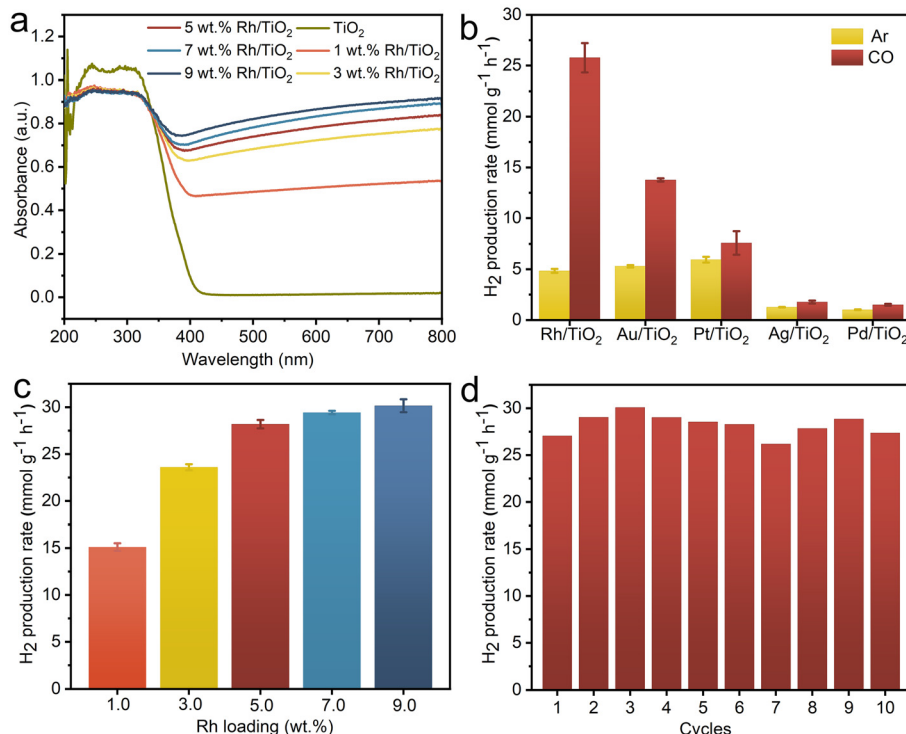 a
5 wt.% Rh/TiO₂
TiO₂
7 wt.% Rh/TiO₂
1 wt.% Rh/TiO₂
9 wt.% Rh/TiO₂
3 wt.% Rh/TiO₂
Absorbance (a.u.)
1.2
1.0
0.8
0.6
0.4
0.2
0.0
200 300 400 500 600 700 800
Wavelength (nm)
b
Ar
CO
H₂ production rate (mmol g⁻¹ h⁻¹)
30
25
20
15
10
5
0
Rh/TiO₂ Au/TiO₂ Pt/TiO₂ Ag/TiO₂ Pd/TiO₂
c
H₂ production rate (mmol g⁻¹ h⁻¹)
30
25
20
15
10
5
0
1.0 3.0 5.0 7.0 9.0
Rh loading (wt.%)
d
H₂ production rate (mmol g⁻¹ h⁻¹)
30
25
20
15
10
5
0
1 2 3 4 5 6 7 8 9 10
Cycles